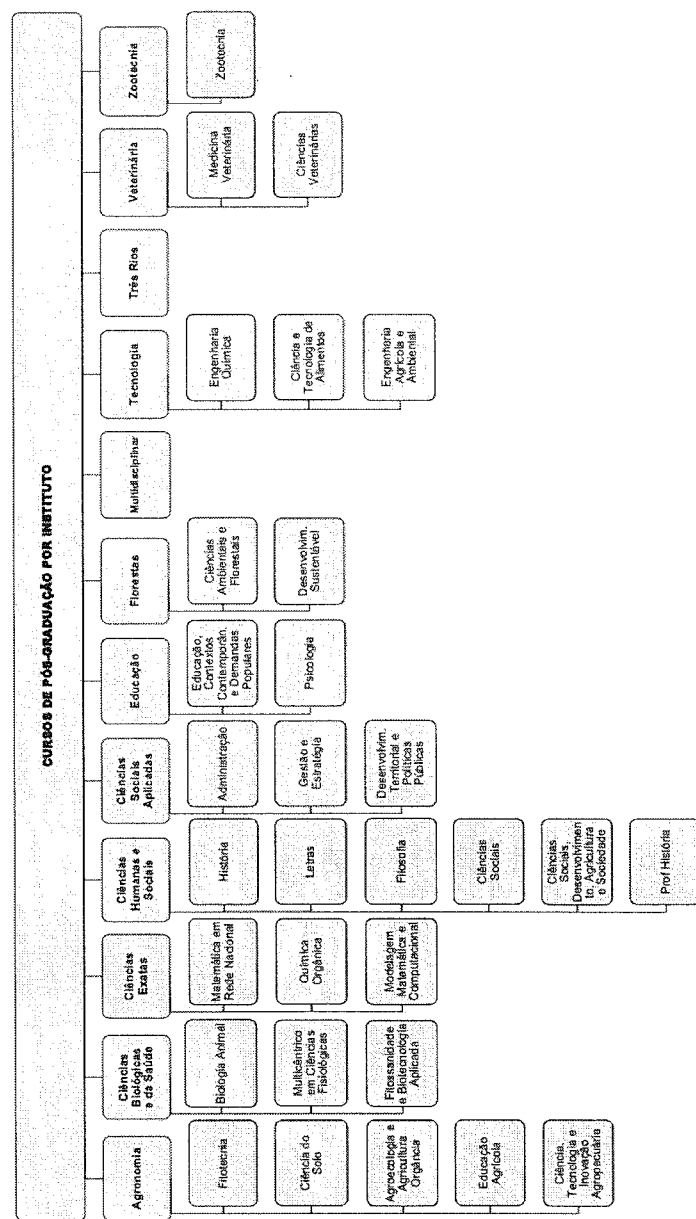 CURSOS DE PÓS-GRADUAÇÃO POR INSTITUTO
Agronomia
Fitotecnia
Ciência do
Solo
Agroecologia e
Agricultura
Orgância
Educação
Agrícola
Ciência,
Tecnologia e
Inovação
Agropecuária
Ciências
Biológicas
e da Saúde
Biologia Animal
Multicêntrico
em Ciências
Fisiológicas
Fitossanidade
e Biotecnologia
Aplicada
Ciências
Exatas
Matemática em
Rede Nacional
Química
Orgânica
Modelagem
Matemática e
Computacional
Ciências
Humanas e
Sociais
História
Letras
Filosofia
Ciências
Sociais
Ciências
Sociais,
Desenvolvimen
to, Agricultura
e Sociedade
Prof História
Ciências
Sociais
Aplicadas
Administração
Gestão e
Estratégia
Desenvolvim.
Territorial e
Políticas
Públicas
Educação
Educação,
Contextos
Contemporân.
e Demandas
Populares
Psicologia
Florestas
Ciências
Ambientais e
Florestais
Desenvolvim.
Sustentável
Multidisciplinar
Tecnologia
Engenharia
Química
Ciência e
Tecnologia de
Alimentos
Engenharia
Agrícola e
Ambiental
Três Rios
Veterinária
Medicina
Veterinária
Ciências
Veterinárias
Zootecnia
Zootecnia